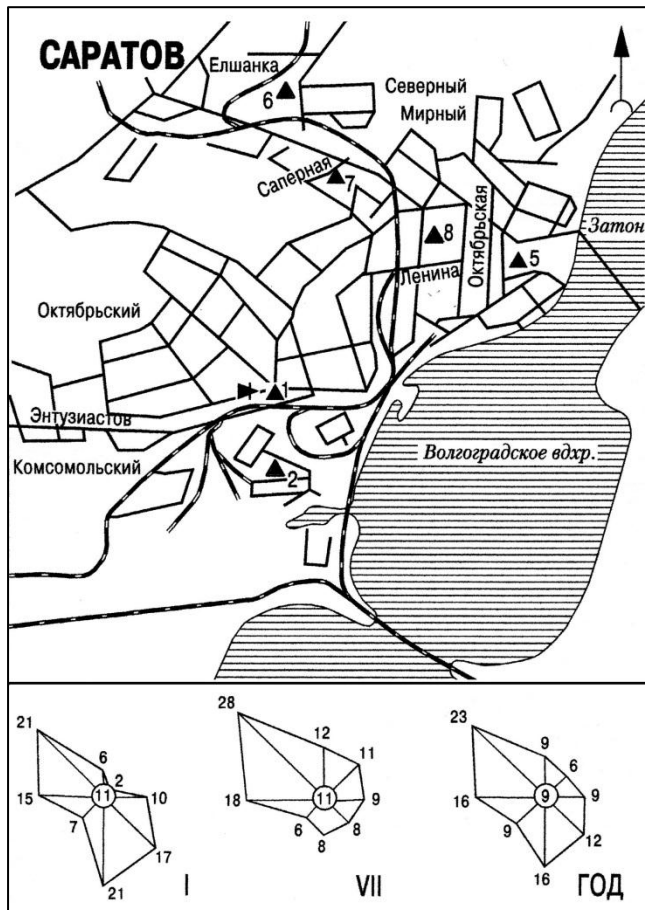 САРАТОВ
Елшанка
6
Северный
Мирный
Саперная
7
8
Октябрьская
Затон
5
Ленина
Октябрьский
1
Энтузиастов
Комсомольский
2
Волгоградское вдхр.
21
6
2
15
11
10
7
17
21
I
28
12
11
18
11
9
6
8
8
VII
23
9
6
16
9
9
9
12
16
ГОД